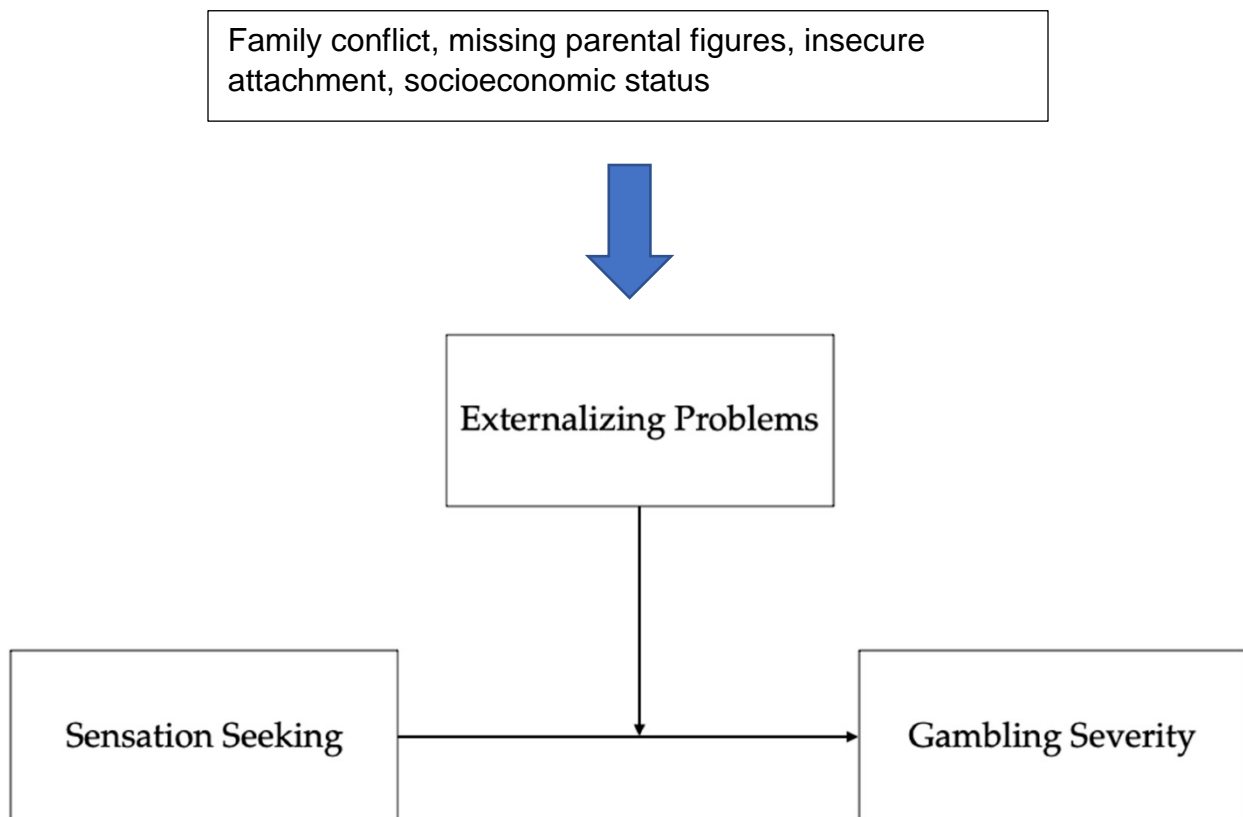 Family conflict, missing parental figures, insecure
attachment, socioeconomic status
Externalizing Problems
Sensation Seeking
Gambling Severity